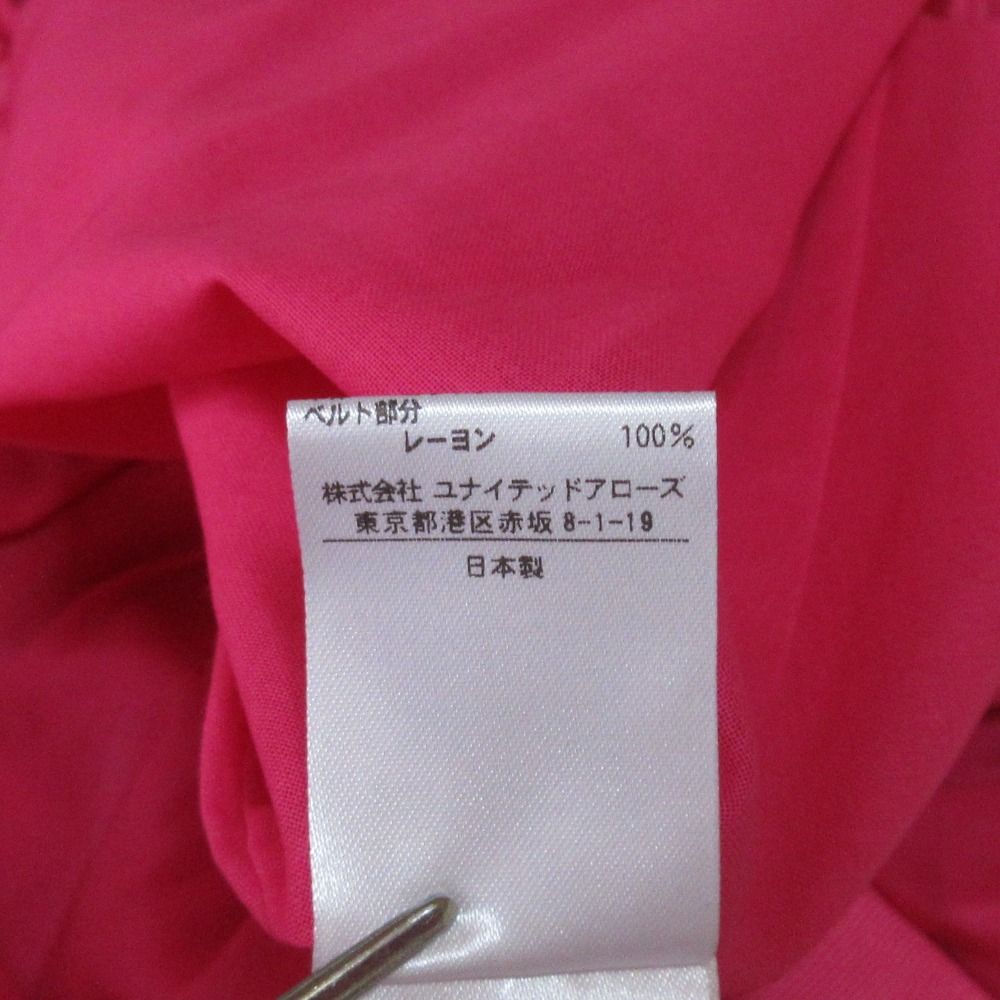 ベルト部分
レーヨン 100%
株式会社 ユナイテッドアローズ
東京都港区赤坂 8-1-19
日本製